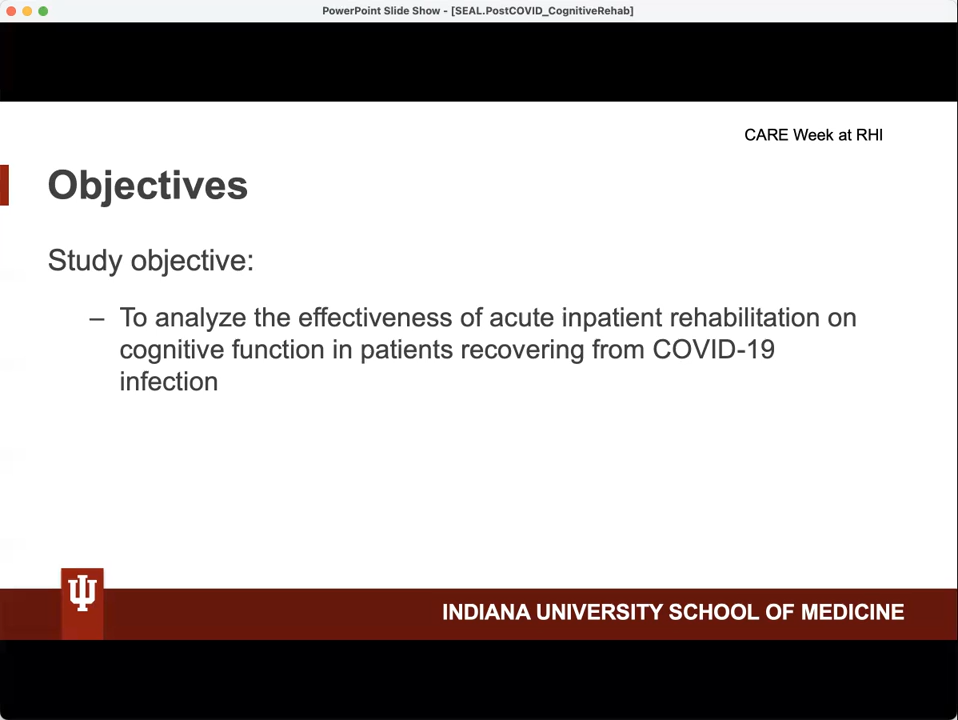 PowerPoint Slide Show - [SEAL.PostCOVID_CognitiveRehab]
CARE Week at RHI
Objectives
Study objective:
– To analyze the effectiveness of acute inpatient rehabilitation on
cognitive function in patients recovering from COVID-19
infection
INDIANA UNIVERSITY SCHOOL OF MEDICINE